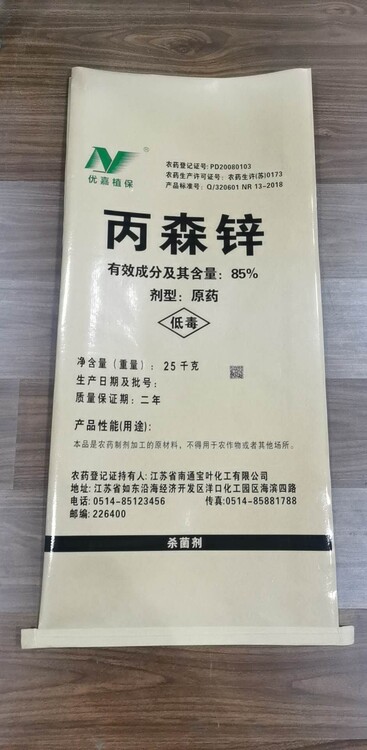 ®
优嘉植保
农药登记证号: PD20080103
农药生产许可证号: 农药生许(苏)0173
产品标准号: Q/320601 NR 13-2018
丙森锌
有效成分及其含量: 85%
剂型: 原药
低毒
净含量(重量): 25千克
生产日期及批号:
质量保证期: 二年
产品性能(用途):
本品是农药制剂加工的原材料，不得用于农作物或者其他场所。
农药登记证持有人: 江苏省南通宝叶化工有限公司
地址: 江苏省如东沿海经济开发区洋口化工园区海滨四路
电话: 0514-85123456 传真: 0514-85881788
邮编: 226400
杀菌剂